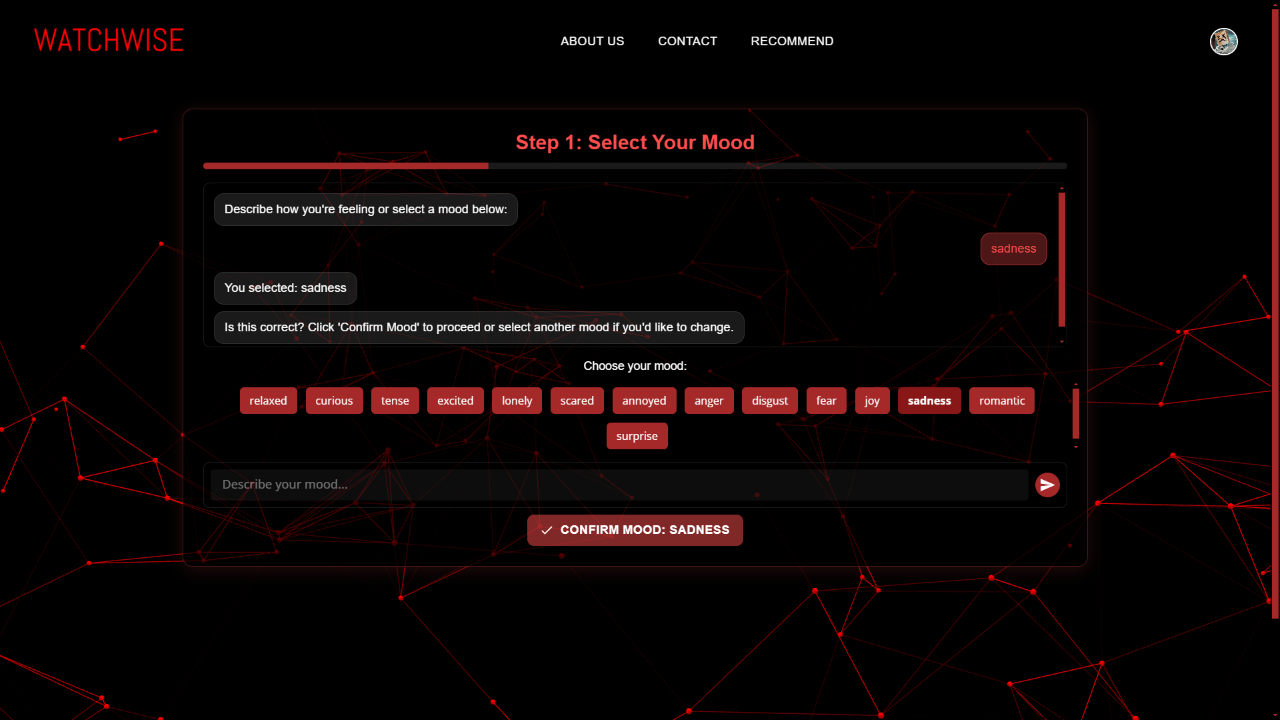 WATCHWISE
ABOUT US CONTACT RECOMMEND
Step 1: Select Your Mood
Describe how you're feeling or select a mood below:
sadness
You selected: sadness
Is this correct? Click 'Confirm Mood' to proceed or select another mood if you'd like to change.
Choose your mood:
relaxed curious tense excited lonely scared annoyed anger disgust fear joy sadness romantic
surprise
Describe your mood...
CONFIRM MOOD: SADNESS